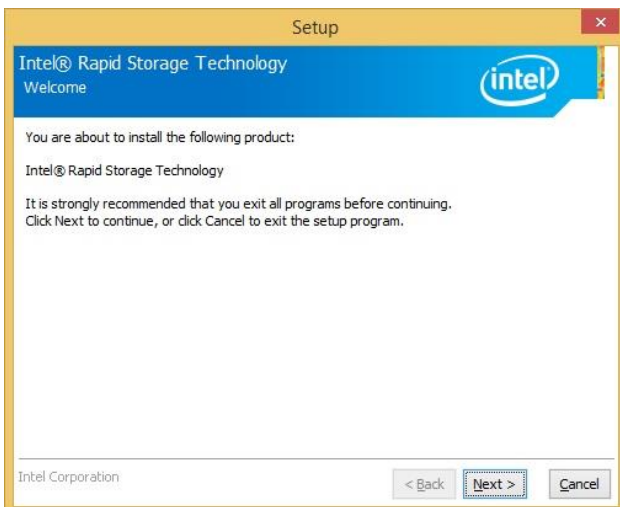 Setup
Intel® Rapid Storage Technology
Welcome
intel
You are about to install the following product:
Intel® Rapid Storage Technology
It is strongly recommended that you exit all programs before continuing.
Click Next to continue, or click Cancel to exit the setup program.
Intel Corporation
< Back Next > Cancel